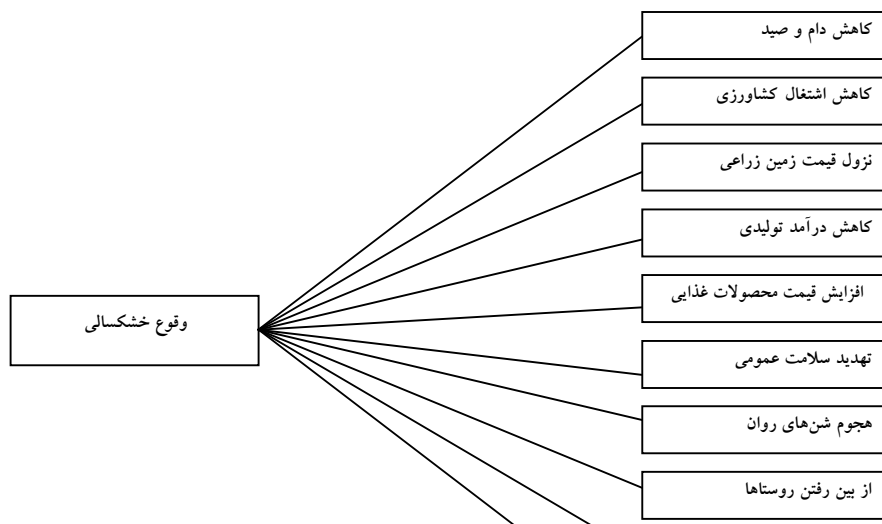 کاهش دام و صید
کاهش اشتغال کشاورزی
نزول قیمت زمین زراعی
کاهش درآمد تولیدی
افزایش قیمت محصولات غذایی
وقوع خشکسالی
تهدید سلامت عمومی
هجوم شن‌های روان
از بین رفتن روستاها